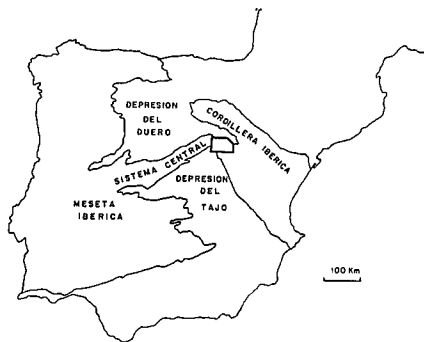 DEPRESION
DEL
DUERO
CORDILLERA IBERICA
SISTEMA CENTRAL
MESETA
IBERICA
DEPRESION
DEL
TAJO
100 Km